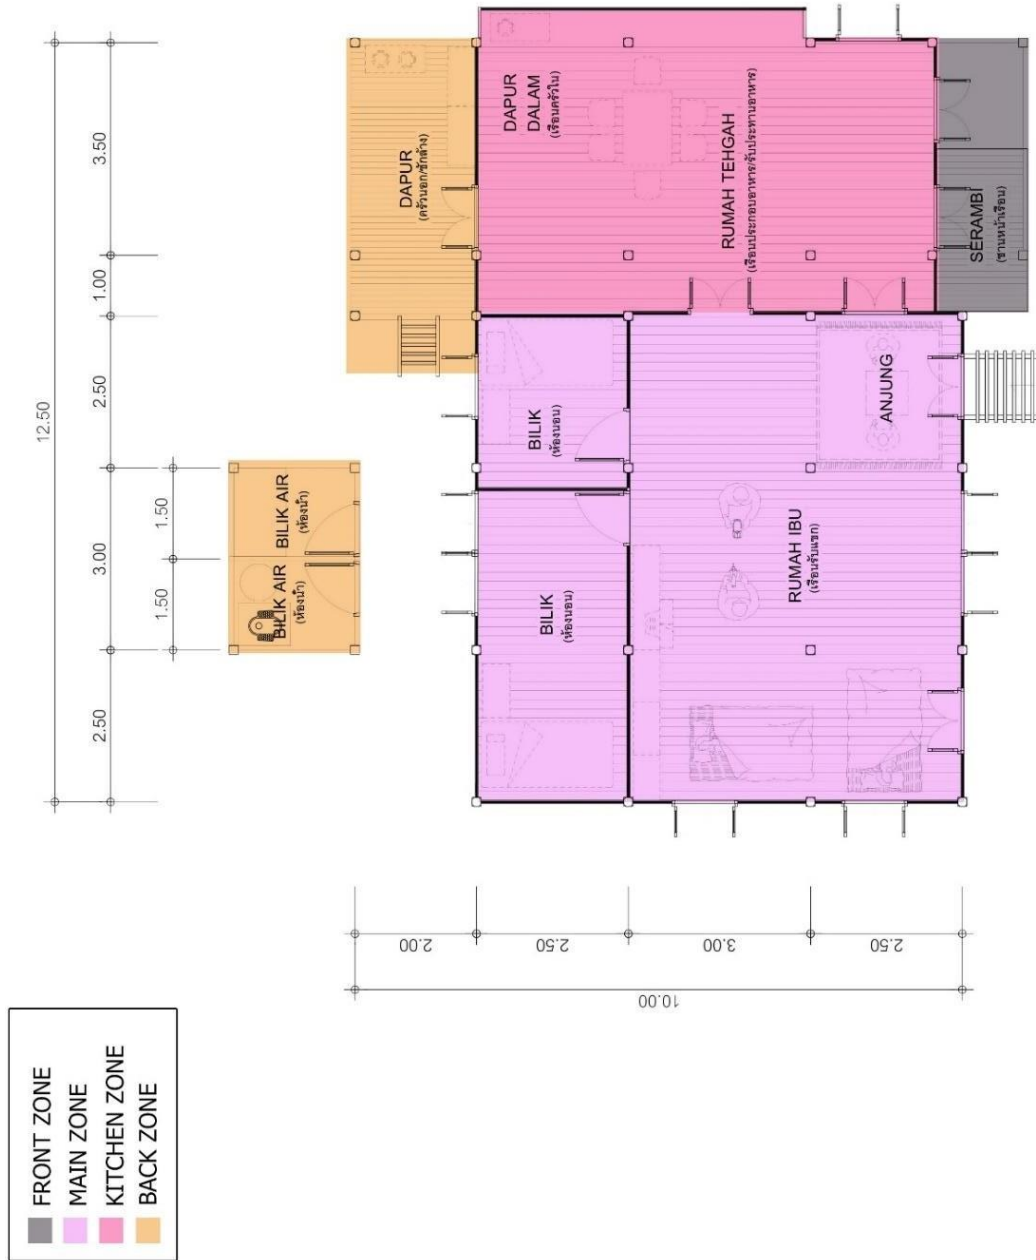 12.50
3.50
1.00
2.50
3.00
2.50
1.50
1.50
DAPUR
(ครัวนอก/ซักล้าง)
DAPUR
DALAM
(เรือนครัวใน)
RUMAH TEHGAH
(เรือนประกอบอาหาร/รับประทานอาหาร)
SERAMBI
(ชานหน้าเรือน)
BILIK
(ห้องนอน)
ANJUNG
BILIK AIR
(ห้องน้ำ)
BILIK AIR
(ห้องน้ำ)
BILIK
(ห้องนอน)
RUMAH IBU
(เรือนรับแขก)
2.00
2.50
3.00
2.50
10.00
FRONT ZONE
MAIN ZONE
KITCHEN ZONE
BACK ZONE